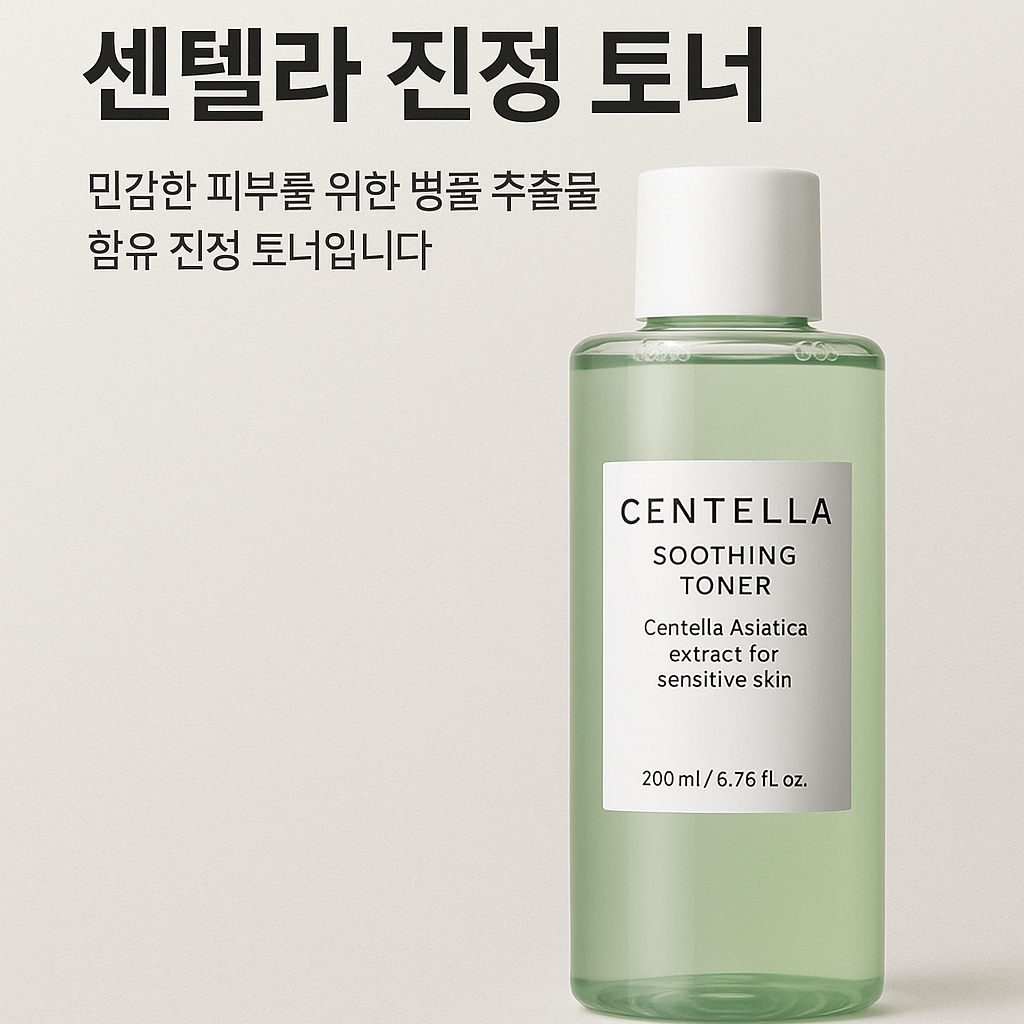 센텔라 진정 토너
민감한 피부를 위한 병풀 추출물
함유 진정 토너입니다
CENTELLA
SOOTHING
TONER
Centella Asiatica
extract for
sensitive skin
200 ml / 6.76 fL oz.